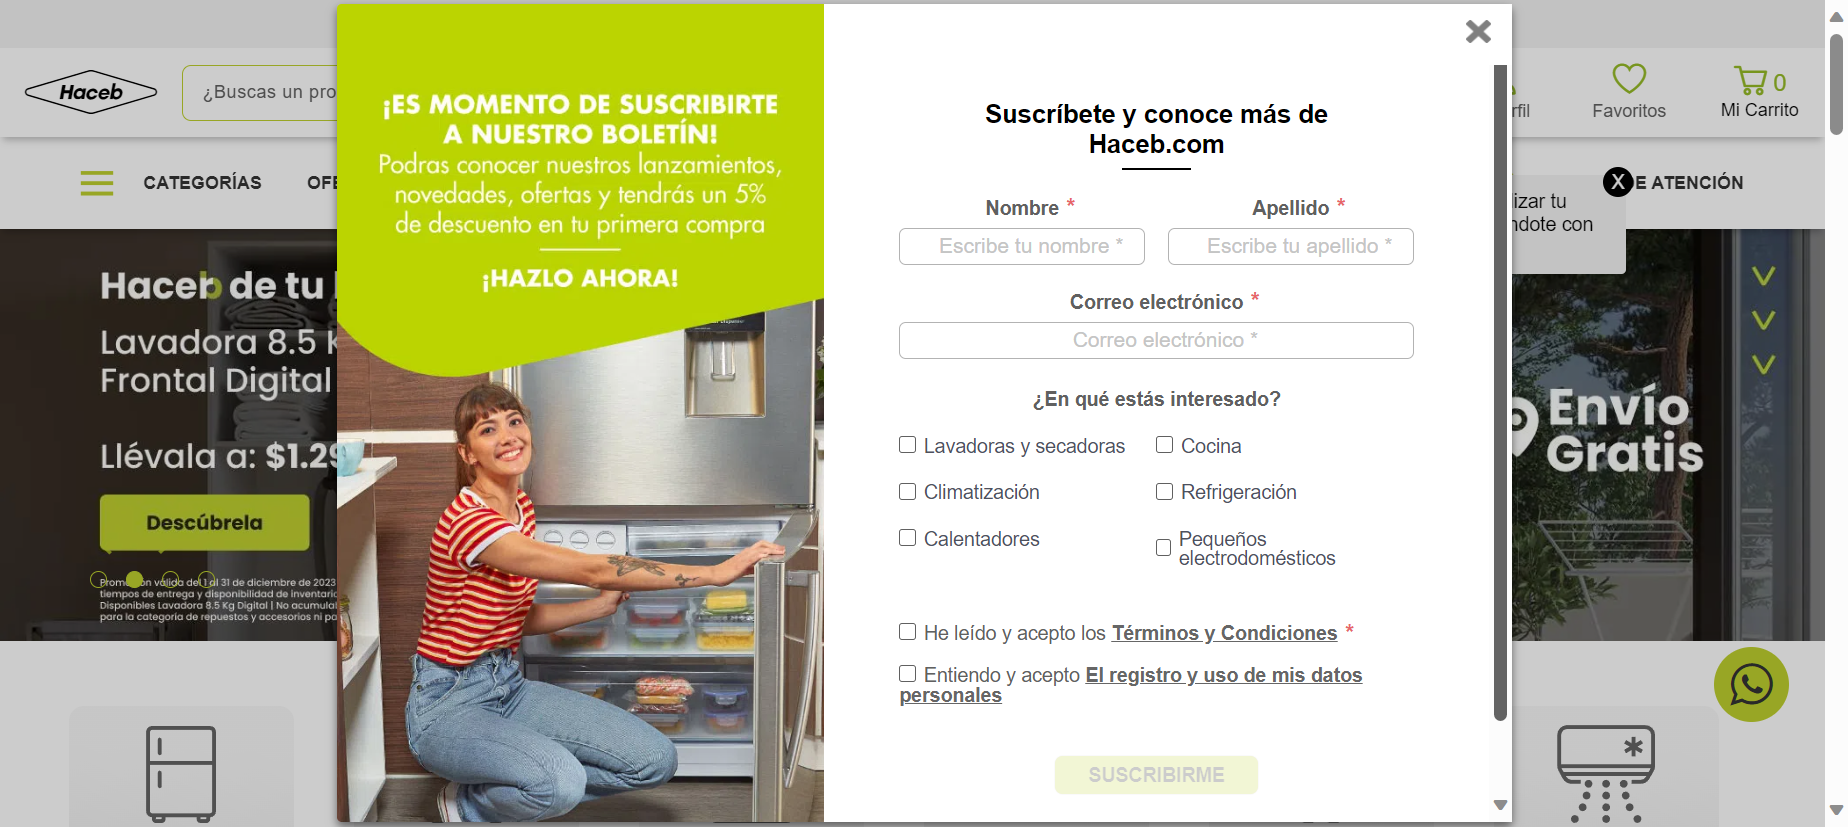 Haceb
¿Buscas un pro
rfil
Favoritos
0
Mi Carrito
CATEGORÍAS
OFE
E ATENCIÓN
X
izar tu
ndote con
Haceb de tu
Lavadora 8.5 K
Frontal Digital
Llévala a: $1.29
Descúbrela
Promoción válida del 1 al 31 de diciembre de 2023
tiempos de entrega y disponibilidad de inventario
Disponibles Lavadora 8.5 Kg Digital | No acumula
para la categoría de repuestos y accesorios ni pa
Envío
Gratis
¡ES MOMENTO DE SUSCRIBIRTE
A NUESTRO BOLETÍN!
Podras conocer nuestros lanzamientos,
novedades, ofertas y tendrás un 5%
de descuento en tu primera compra
¡HAZLO AHORA!
Suscríbete y conoce más de
Haceb.com
Nombre *
Apellido *
Escribe tu nombre *
Escribe tu apellido *
Correo electrónico *
Correo electrónico *
¿En qué estás interesado?
Lavadoras y secadoras
Cocina
Climatización
Refrigeración
Calentadores
Pequeños
electrodomésticos
He leído y acepto los Términos y Condiciones *
Entiendo y acepto El registro y uso de mis datos
personales
SUSCRIBIRME